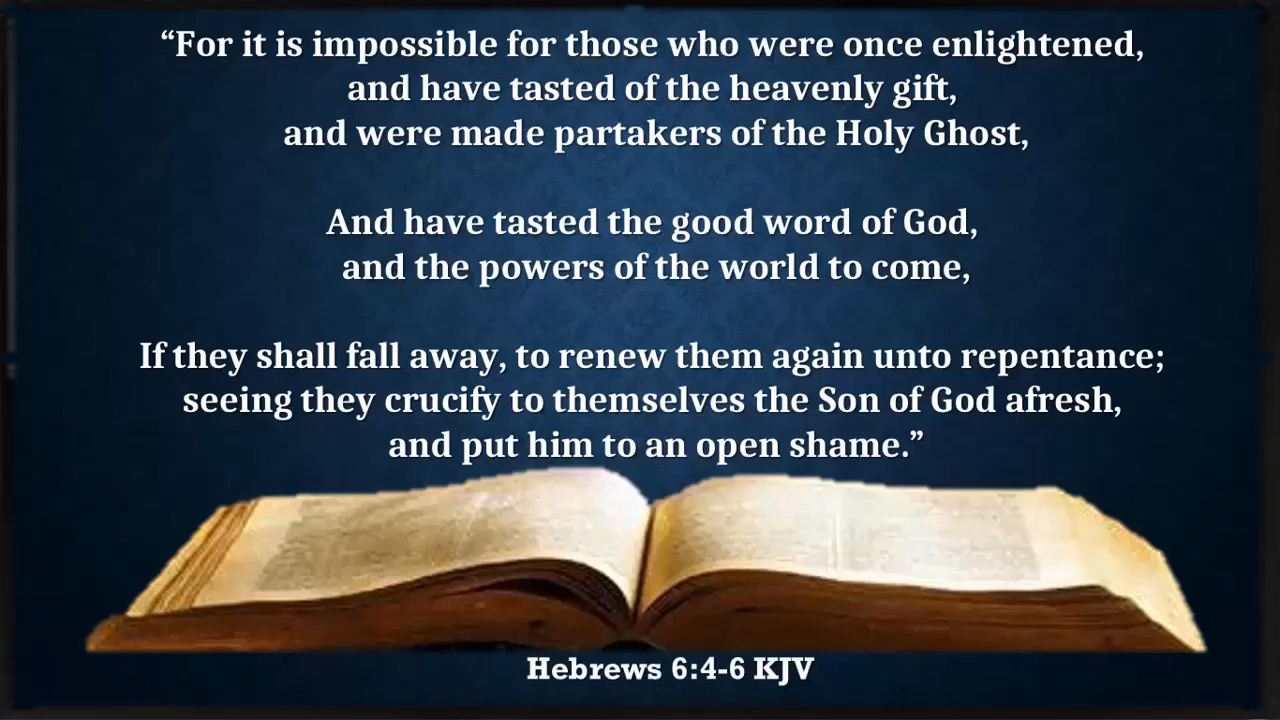 “For it is impossible for those who were once enlightened,
and have tasted of the heavenly gift,
and were made partakers of the Holy Ghost,
And have tasted the good word of God,
and the powers of the world to come,
If they shall fall away, to renew them again unto repentance;
seeing they crucify to themselves the Son of God afresh,
and put him to an open shame.”
Hebrews 6:4-6 KJV